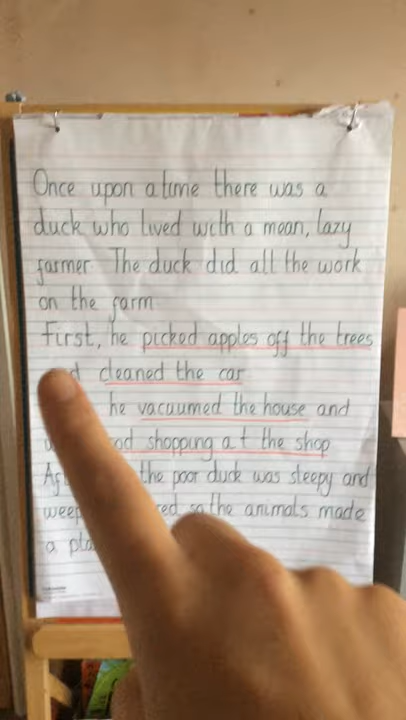 Once upon a time there was a
duck who lived with a mean, lazy
farmer The duck did all the work
on the farm
First, he picked apples off the trees
cleaned the car
he vacuumed the house and
shopping at the shop
the poor duck was sleepy and
the animals made
a